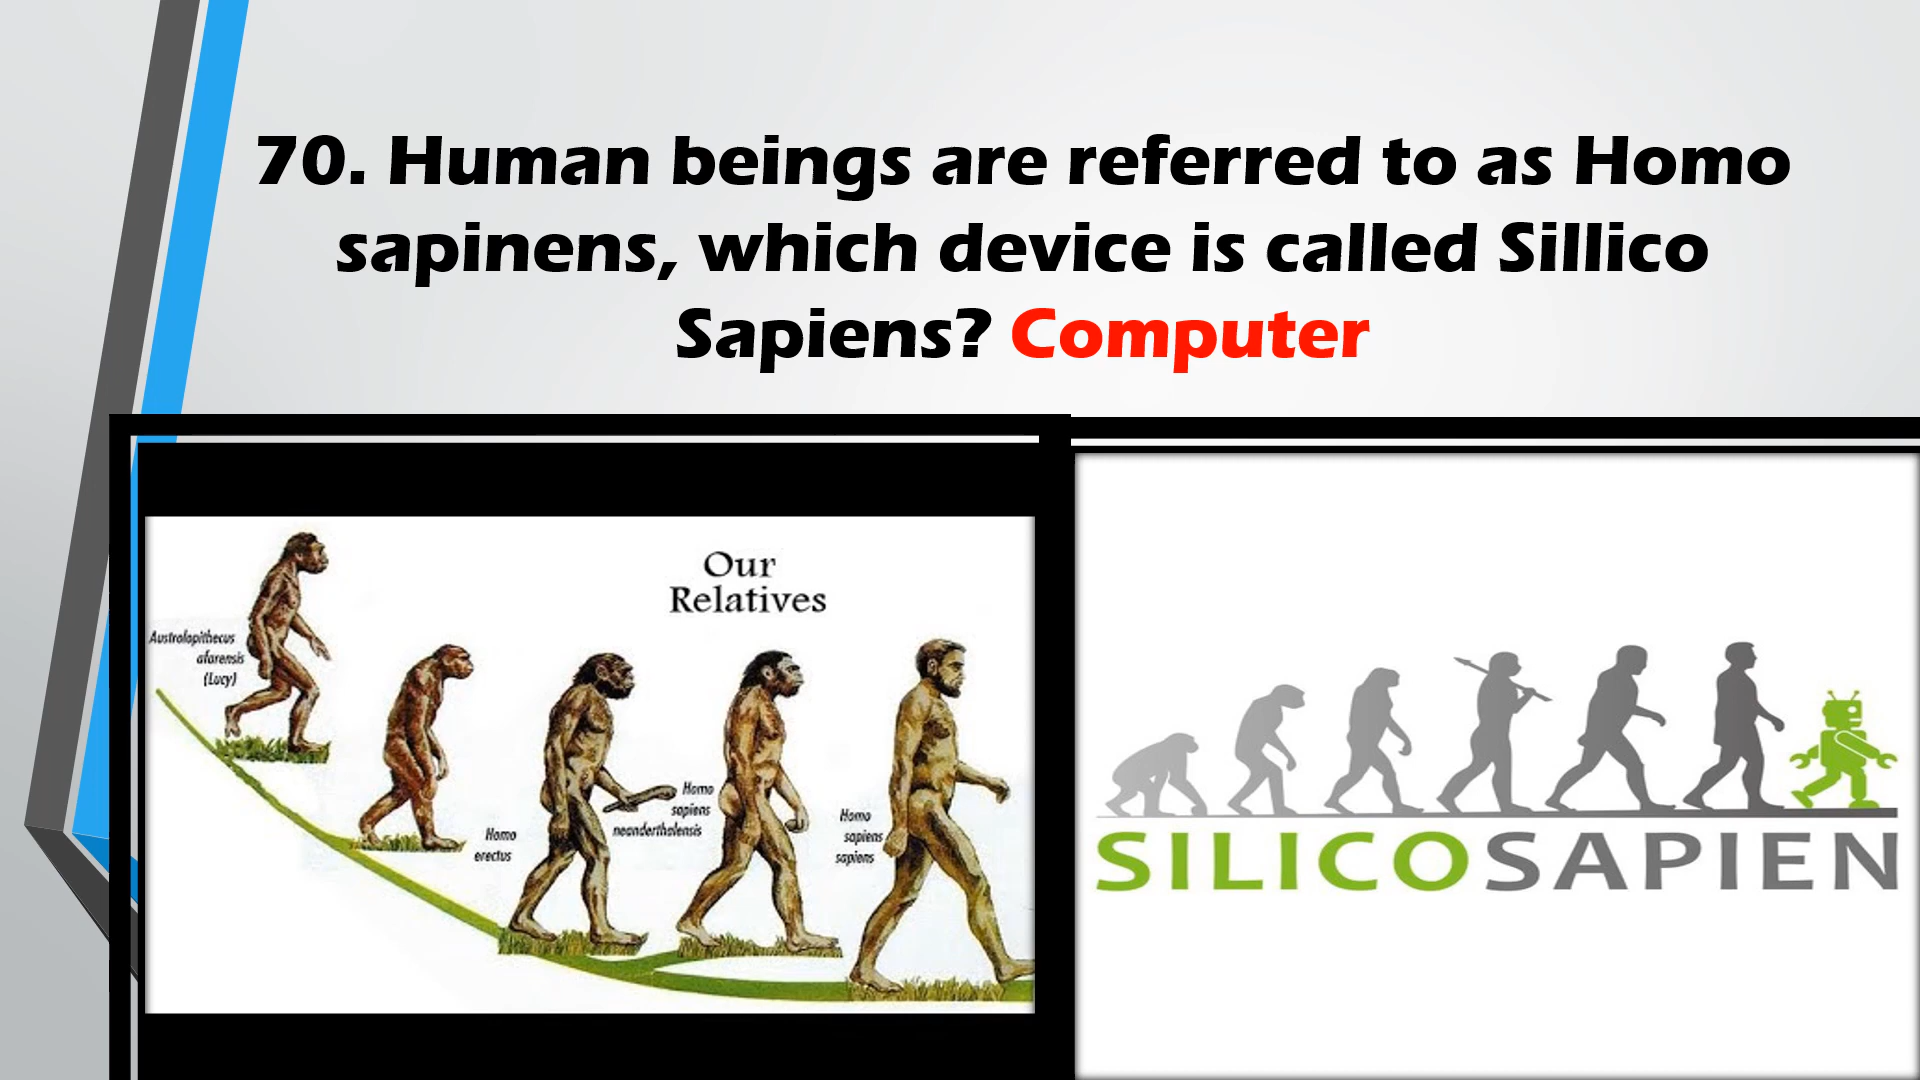 70. Human beings are referred to as Homo
sapinens, which device is called Sillico
Sapiens? Computer
Our
Relatives
Australopithecus
afarensis
(Lucy)
Homo
erectus
Homo
sapiens
neanderthalensis
Homo
sapiens
sapiens
SILICOSAPIEN